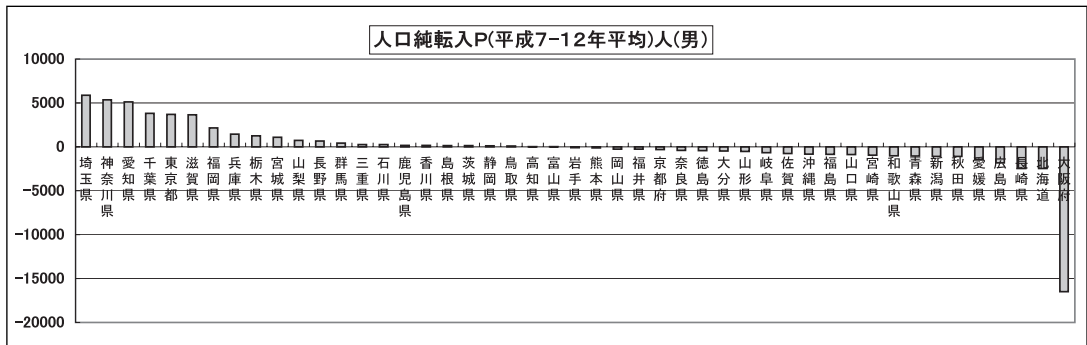 人口純転入P(平成7-12年平均)人(男)
10000
5000
0
-5000
-10000
-15000
-20000
埼玉県
神奈川県
愛知県
千葉県
東京都
滋賀県
福岡県
兵庫県
栃木県
宮城県
山梨県
長野県
群馬県
三重県
石川県
鹿児島県
香川県
島根県
茨城県
静岡県
鳥取県
高知県
富山県
岩手県
熊本県
岡山県
福井県
京都府
奈良県
徳島県
大分県
山形県
岐阜県
佐賀県
沖縄県
福島県
山口県
宮崎県
和歌山県
青森県
新潟県
秋田県
愛媛県
広島県
長崎県
北海道
大阪府